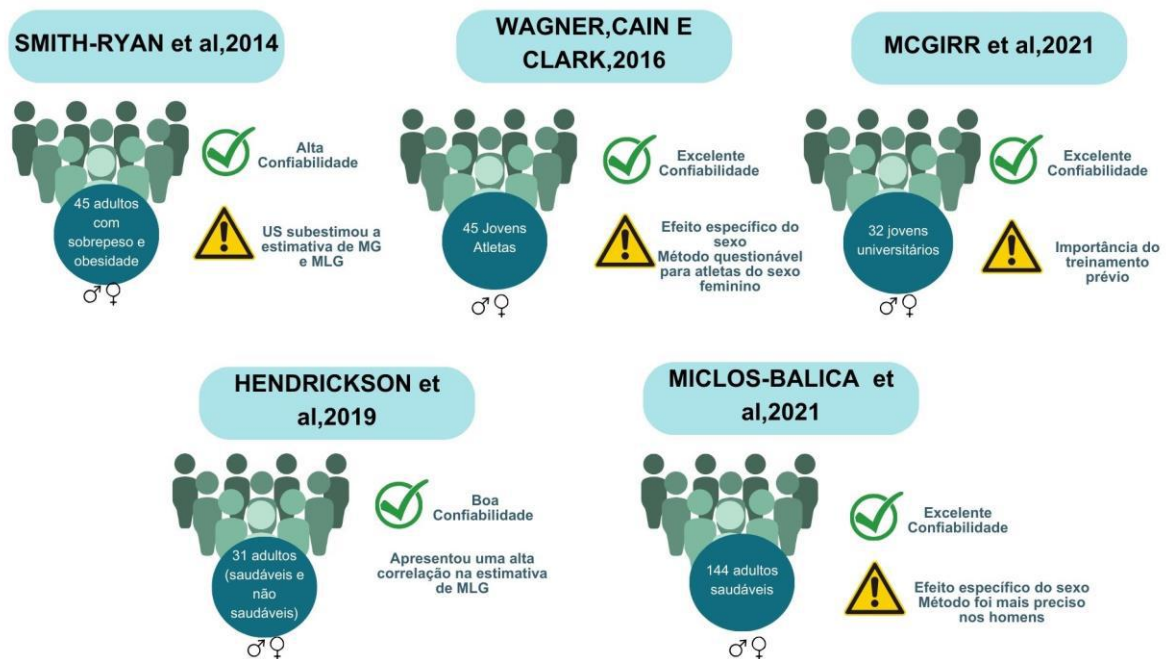 SMITH-RYAN et al,2014
45 adultos
com
sobrepeso e
obesidade
Alta
Confiabilidade
US subestimou a
estimativa de MG
e MLG
WAGNER,CAIN E
CLARK,2016
45 Jovens
Atletas
Excelente
Confiabilidade
Efeito específico do
sexo
Método questionável
para atletas do sexo
feminino
MCGIRR et al,2021
32 jovens
universitários
Excelente
Confiabilidade
Importância do
treinamento
prévio
HENDRICKSON et
al,2019
31 adultos
(saudáveis e
não
saudáveis)
Boa
Confiabilidade
Apresentou uma alta
correlação na estimativa
de MLG
MICLOS-BALICA et
al,2021
144 adultos
saudáveis
Excelente
Confiabilidade
Efeito específico do sexo
Método foi mais preciso
nos homens